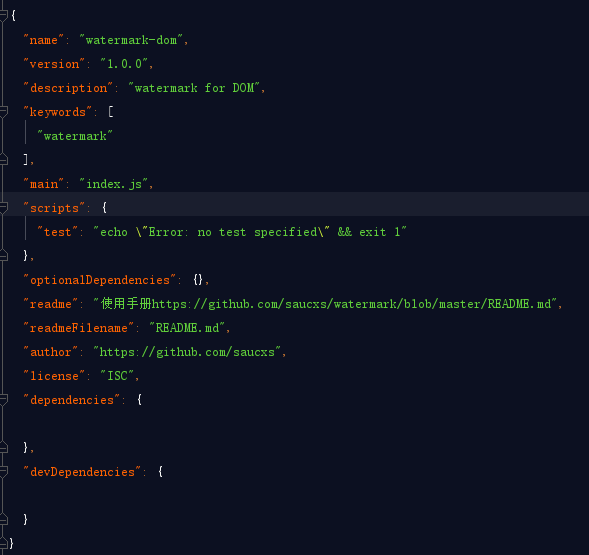 {
"name": "watermark-dom",
"version": "1.0.0",
"description": "watermark for DOM",
"keywords": [
"watermark"
],
"main": "index.js",
"scripts": {
"test": "echo \"Error: no test specified\" && exit 1"
},
"optionalDependencies": {},
"readme": "使用手册https://github.com/saucxs/watermark/blob/master/README.md",
"readmeFilename": "README.md",
"author": "https://github.com/saucxs",
"license": "ISC",
"dependencies": {
},
"devDependencies": {
}
}